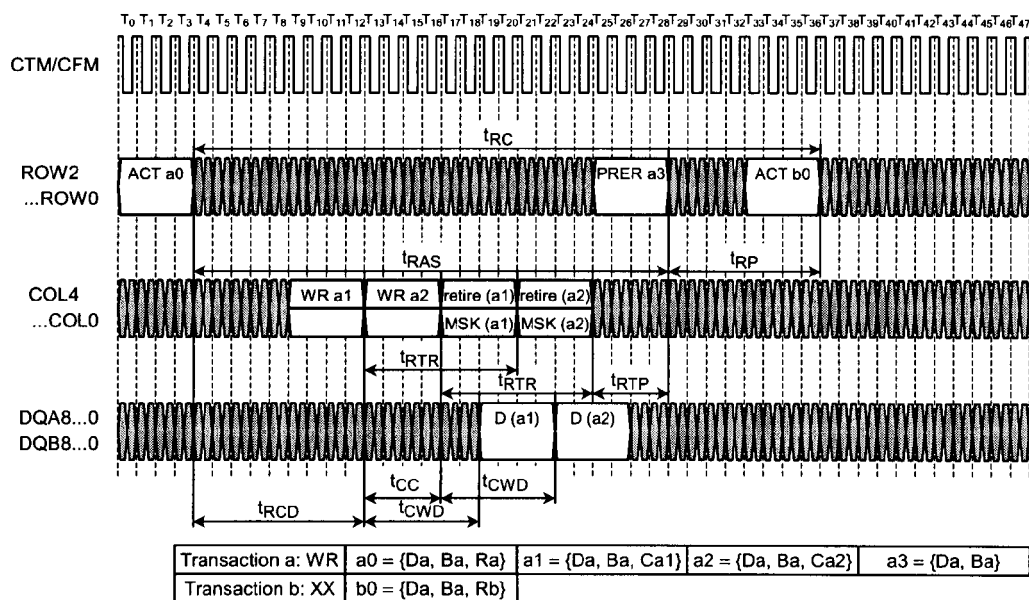 T0 T1 T2 T3 T4 T5 T6 T7 T8 T9 T10 T11 T12 T13 T14 T15 T16 T17 T18 T19 T20 T21 T22 T23 T24 T25 T26 T27 T28 T29 T30 T31 T32 T33 T34 T35 T36 T37 T38 T39 T40 T41 T42 T43 T44 T45 T46 T47
CTM/CFM
tRC
ROW2
...ROW0
ACT a0
PRER a3
ACT b0
tRAS
tRP
COL4
...COL0
WR a1
WR a2
retire (a1)
retire (a2)
MSK (a1)
MSK (a2)
tRTR
tRTR
tRTP
DQA8...0
DQB8...0
D (a1)
D (a2)
tCC
tCWD
tRCD
tCWD
Transaction a: WR a0 = {Da, Ba, Ra} a1 = {Da, Ba, Ca1} a2 = {Da, Ba, Ca2} a3 = {Da, Ba}
Transaction b: XX b0 = {Da, Ba, Rb}